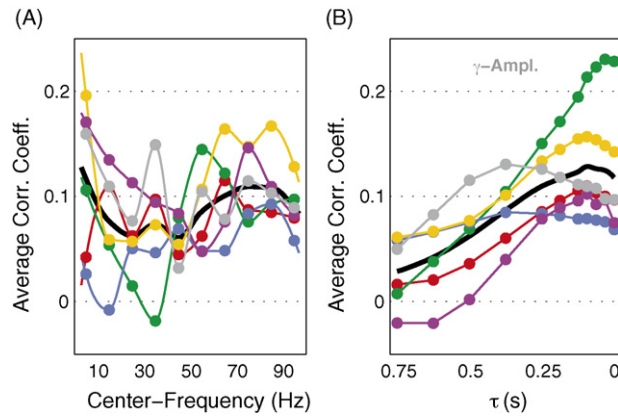 (A)
(B)
Average Corr. Coeff.
0.2
0.1
0
10 30 50 70 90
Center-Frequency (Hz)
Average Corr. Coeff.
γ-Ampl.
0.2
0.1
0
0.75 0.5 0.25 0
τ (s)